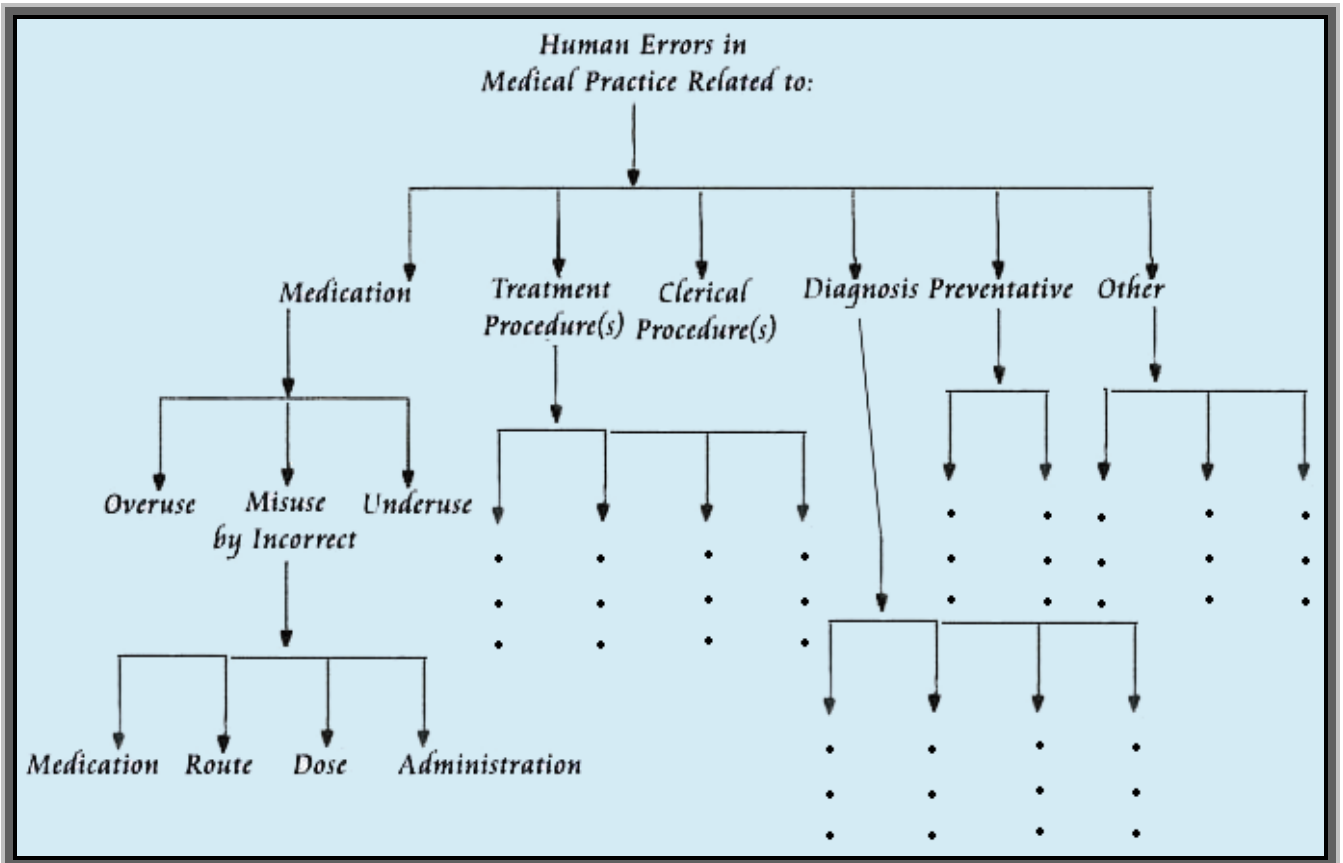 Human Errors in
Medical Practice Related to:
Medication
Treatment
Procedure(s)
Clerical
Procedure(s)
Diagnosis
Preventative
Other
Overuse
Misuse
by Incorrect
Underuse
Medication
Route
Dose
Administration